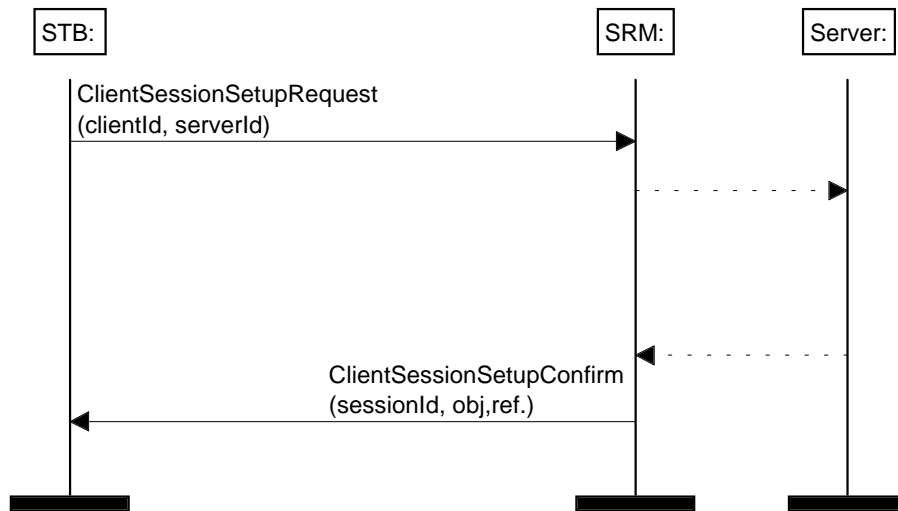 STB:
SRM:
Server:
ClientSessionSetupRequest
(clientId, serverId)
ClientSessionSetupConfirm
(sessionId, obj,ref.)